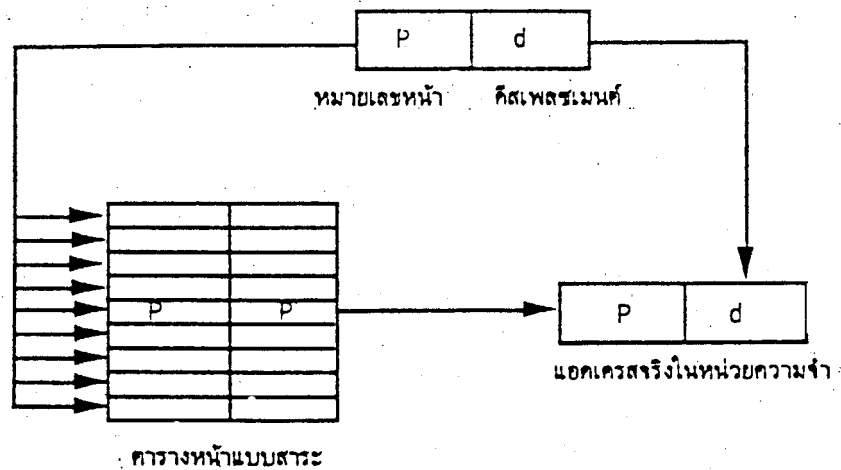 P d
หมายเลขหน้า ดิสเพลซเมนต์
P P
P d
แอดเดรสจริงในหน่วยความจำ
ตารางหน้าแบบสาระ